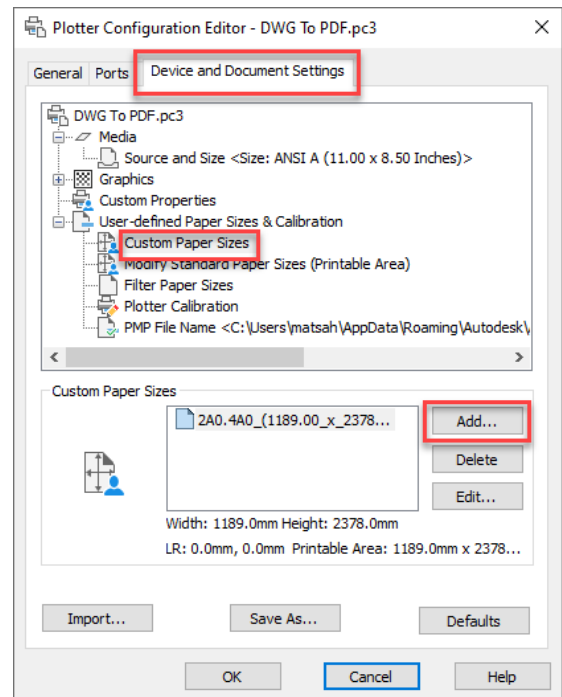 Plotter Configuration Editor - DWG To PDF.pc3
General Ports Device and Document Settings
DWG To PDF.pc3
Media
Source and Size <Size: ANSI A (11.00 x 8.50 Inches)>
Graphics
Custom Properties
User-defined Paper Sizes & Calibration
Custom Paper Sizes
Modify Standard Paper Sizes (Printable Area)
Filter Paper Sizes
Plotter Calibration
PMP File Name <C:\Users\matsah\AppData\Roaming\Autodesk\
Custom Paper Sizes
2A0.4A0_(1189.00_x_2378...
Add...
Delete
Edit...
Width: 1189.0mm Height: 2378.0mm
LR: 0.0mm, 0.0mm Printable Area: 1189.0mm x 2378...
Import... Save As... Defaults
OK Cancel Help